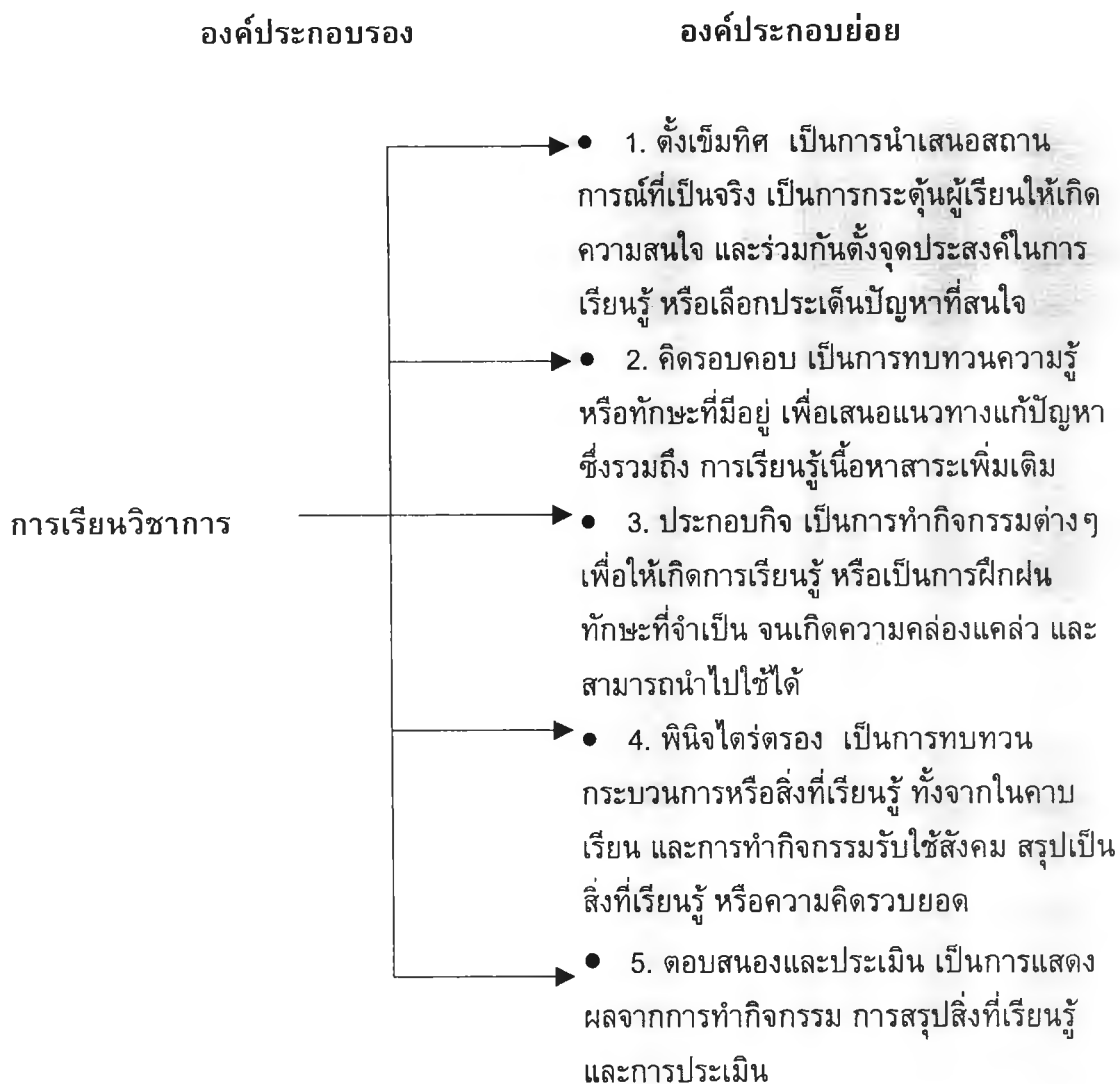 องค์ประกอบรอง
องค์ประกอบย่อย
● 1. ตั้งเข็มทิศ เป็นการนำเสนอสถาน
การณ์ที่เป็นจริง เป็นการกระตุ้นผู้เรียนให้เกิด
ความสนใจ และร่วมกันตั้งจุดประสงค์ในการ
เรียนรู้ หรือเลือกประเด็นปัญหาที่สนใจ
● 2. คิดรอบคอบ เป็นการทบทวนความรู้
หรือทักษะที่มีอยู่ เพื่อเสนอแนวทางแก้ปัญหา
ซึ่งรวมถึง การเรียนรู้เนื้อหาสาระเพิ่มเดิม
การเรียนวิชาการ
● 3. ประกอบกิจ เป็นการทำกิจกรรมต่างๆ
เพื่อให้เกิดการเรียนรู้ หรือเป็นการฝึกฝน
ทักษะที่จำเป็น จนเกิดความคล่องแคล่ว และ
สามารถนำไปใช้ได้
● 4. พินิจไตร่ตรอง เป็นการทบทวน
กระบวนการหรือสิ่งที่เรียนรู้ ทั้งจากในคาบ
เรียน และการทำกิจกรรมรับใช้สังคม สรุปเป็น
สิ่งที่เรียนรู้ หรือความคิดรวบยอด
● 5. ตอบสนองและประเมิน เป็นการแสดง
ผลจากการทำกิจกรรม การสรุปสิ่งที่เรียนรู้
และการประเมิน